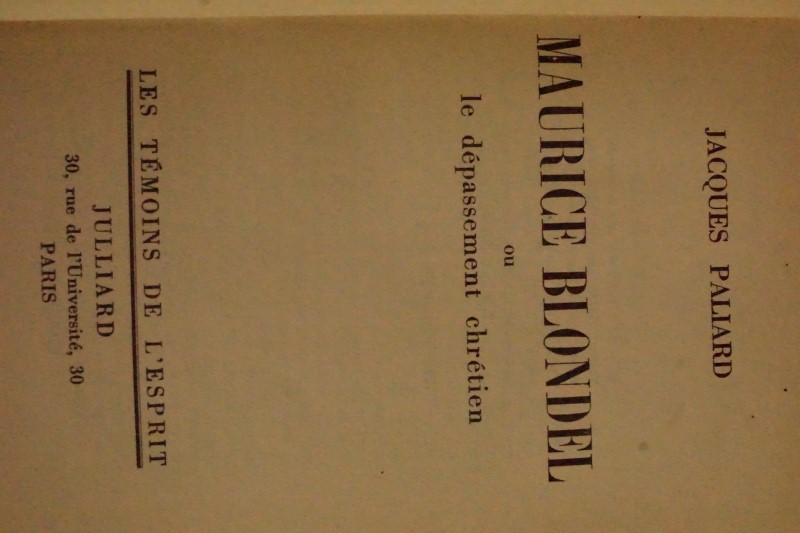 JACQUES PALIARD
MAURICE BLONDEL
ou
le dépassement chrétien
LES TÉMOINS DE L'ESPRIT
JULLIARD
30, rue de l'Université, 30
PARIS